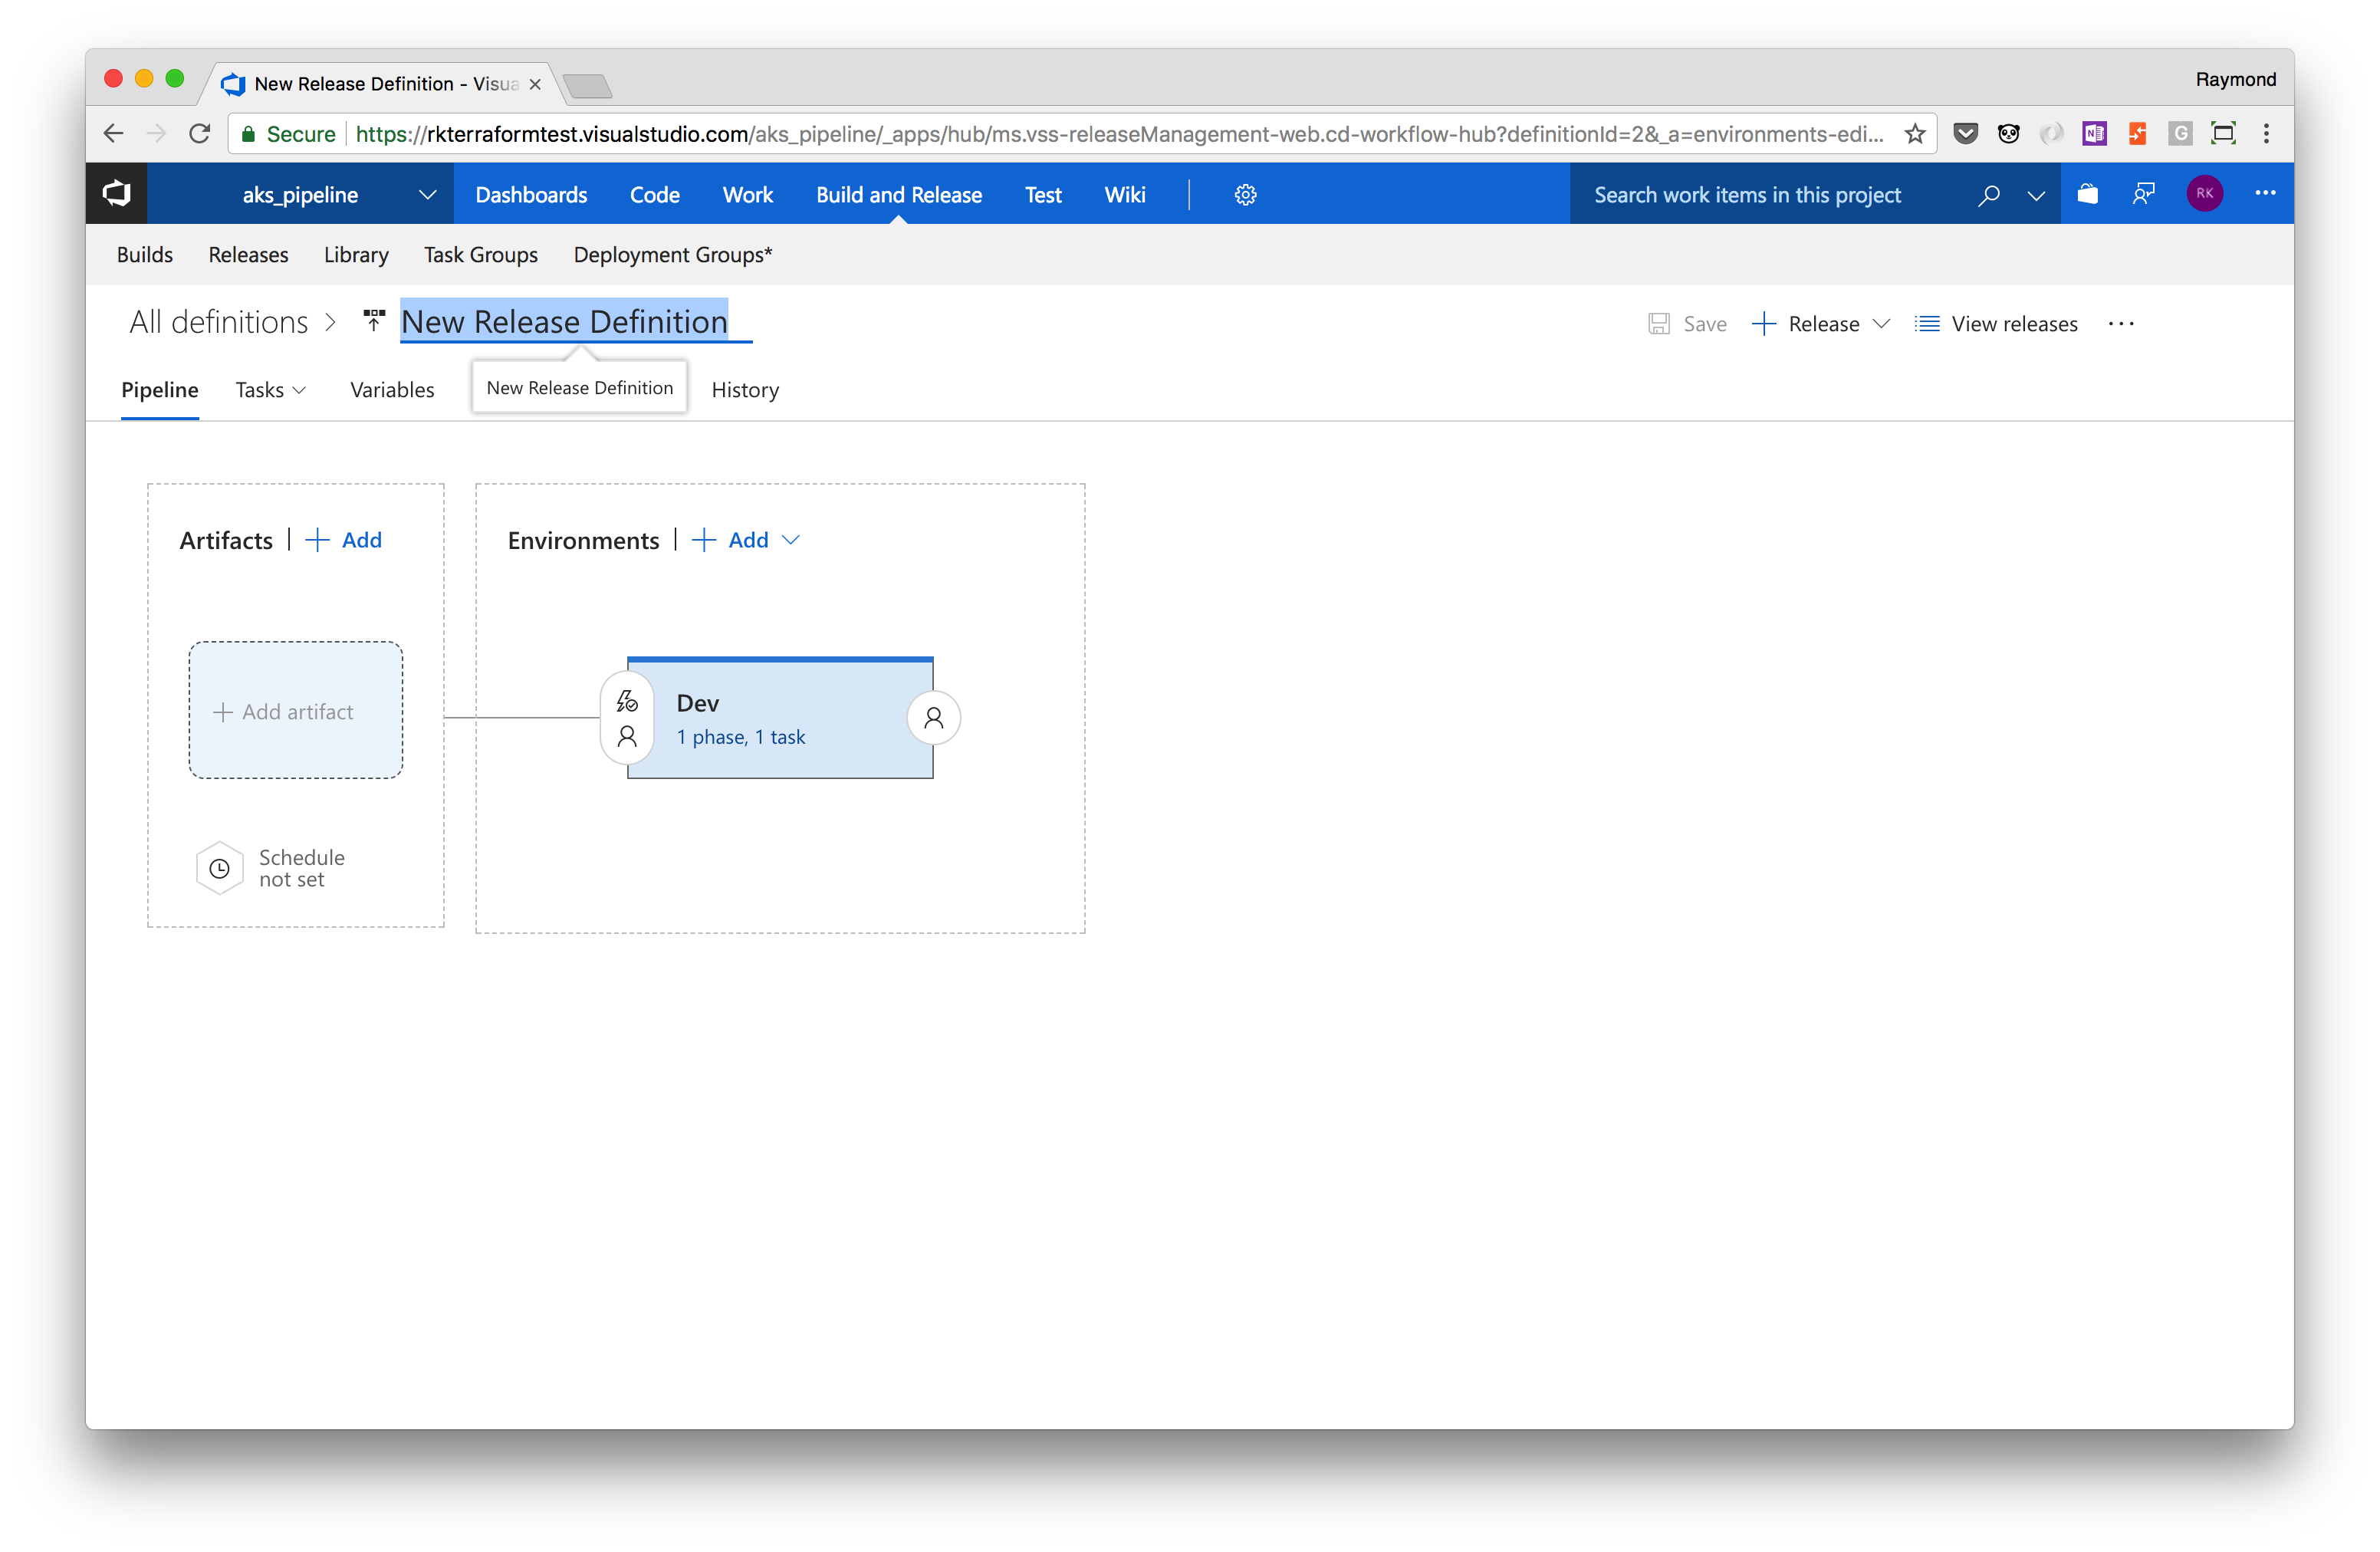 New Release Definition - Visua
Raymond
Secure https://rkterraformtest.visualstudio.com/aks_pipeline/_apps/hub/ms.vss-releaseManagement-web.cd-workflow-hub?definitionId=2&_a=environments-edi...
aks_pipeline Dashboards Code Work Build and Release Test Wiki Search work items in this project RK
Builds Releases Library Task Groups Deployment Groups*
All definitions > New Release Definition Save + Release View releases ...
Pipeline Tasks Variables New Release Definition History
Artifacts | + Add Environments | + Add
+ Add artifact
Dev
1 phase, 1 task
Schedule
not set